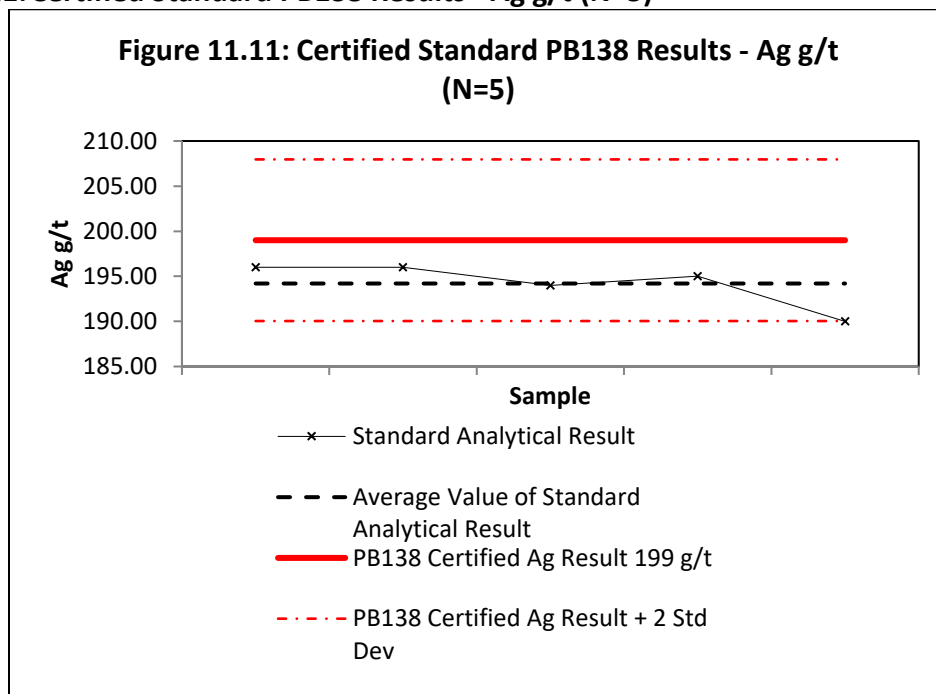 Figure 11.11: Certified Standard PB138 Results - Ag g/t
(N=5)
210.00
205.00
200.00
195.00
190.00
185.00
Ag g/t
Sample
Standard Analytical Result
Average Value of Standard
Analytical Result
PB138 Certified Ag Result 199 g/t
PB138 Certified Ag Result + 2 Std
Dev